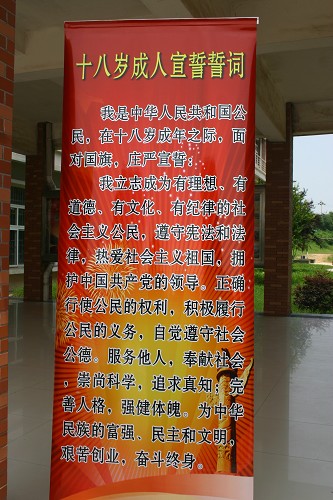 十八岁成人宣誓誓词
我是中华人民共和国公
民，在十八岁成年之际，面
对国旗，庄严宣誓：
我立志成为有理想、有
道德、有文化、有纪律的社
会主义公民，遵守宪法和法
律，热爱社会主义祖国，拥
护中国共产党的领导。正确
行使公民的权利，积极履行
公民的义务，自觉遵守社会
公德。服务他人，奉献社会
，崇尚科学，追求真知；完
善人格，强健体魄。为中华
民族的富强、民主和文明，
艰苦创业，奋斗终身。